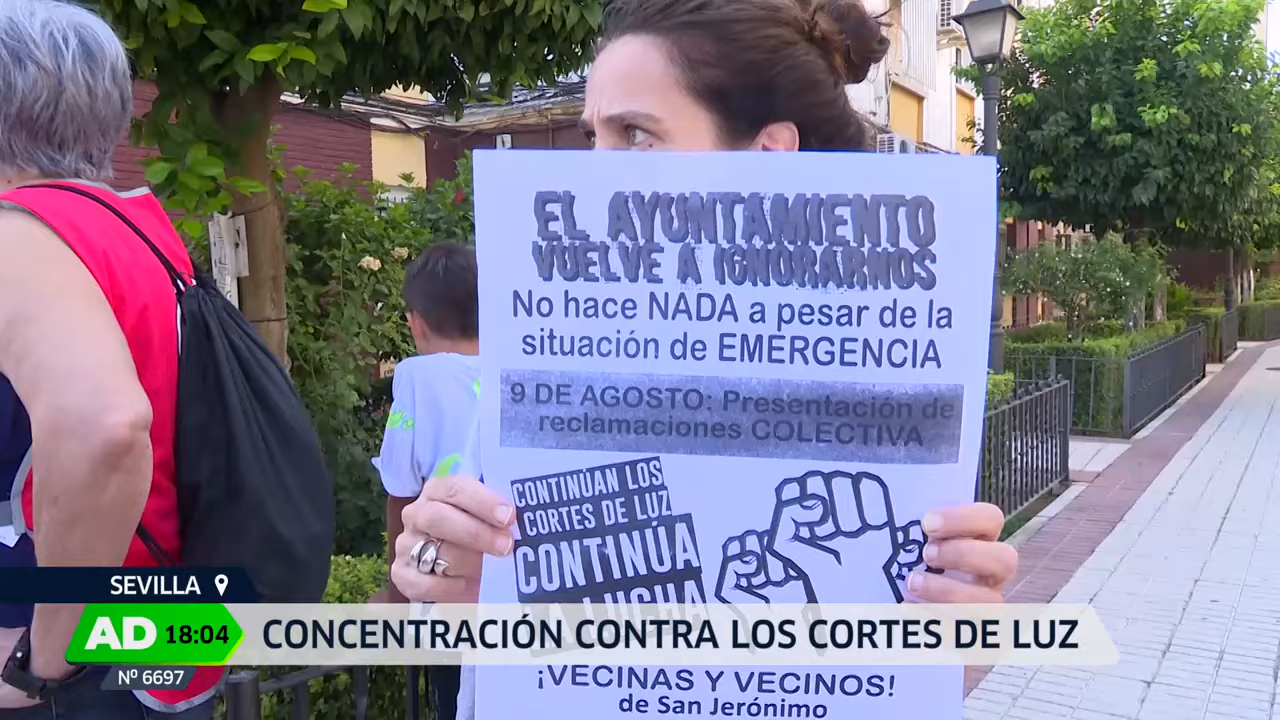 EL AYUNTAMIENTO
VUELVE A IGNORARNOS
No hace NADA a pesar de la
situación de EMERGENCIA
9 DE AGOSTO: Presentación de
reclamaciones COLECTIVA
CONTINÚAN LOS
CORTES DE LUZ
CONTINÚA
LA LUCHA
¡VECINAS Y VECINOS!
de San Jerónimo
SEVILLA
AD 18:04
Nº 6697
CONCENTRACIÓN CONTRA LOS CORTES DE LUZ